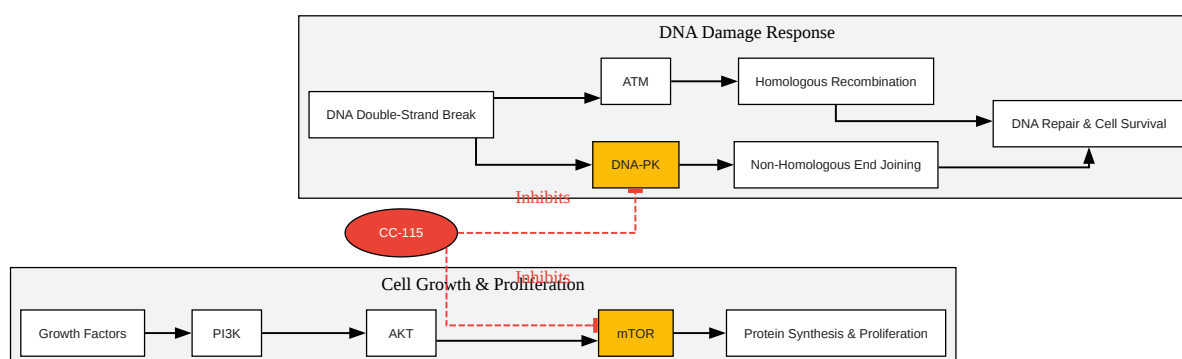 DNA Damage Response
ATM
Homologous Recombination
DNA Double-Strand Break
DNA Repair & Cell Survival
DNA-PK
Non-Homologous End Joining
Inhibits
CC-115
Inhibits
Cell Growth & Proliferation
Growth Factors
PI3K
AKT
mTOR
Protein Synthesis & Proliferation